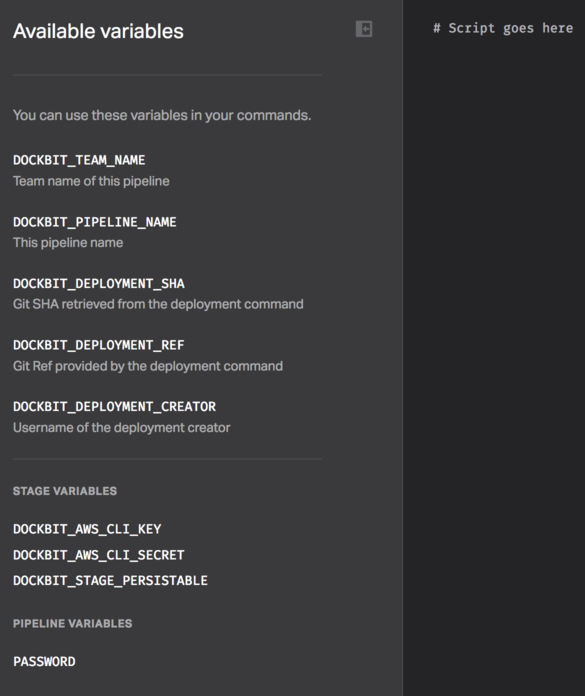 Available variables
# Script goes here
You can use these variables in your commands.
DOCKBIT_TEAM_NAME
Team name of this pipeline
DOCKBIT_PIPELINE_NAME
This pipeline name
DOCKBIT_DEPLOYMENT_SHA
Git SHA retrieved from the deployment command
DOCKBIT_DEPLOYMENT_REF
Git Ref provided by the deployment command
DOCKBIT_DEPLOYMENT_CREATOR
Username of the deployment creator
STAGE VARIABLES
DOCKBIT_AWS_CLI_KEY
DOCKBIT_AWS_CLI_SECRET
DOCKBIT_STAGE_PERSISTABLE
PIPELINE VARIABLES
PASSWORD